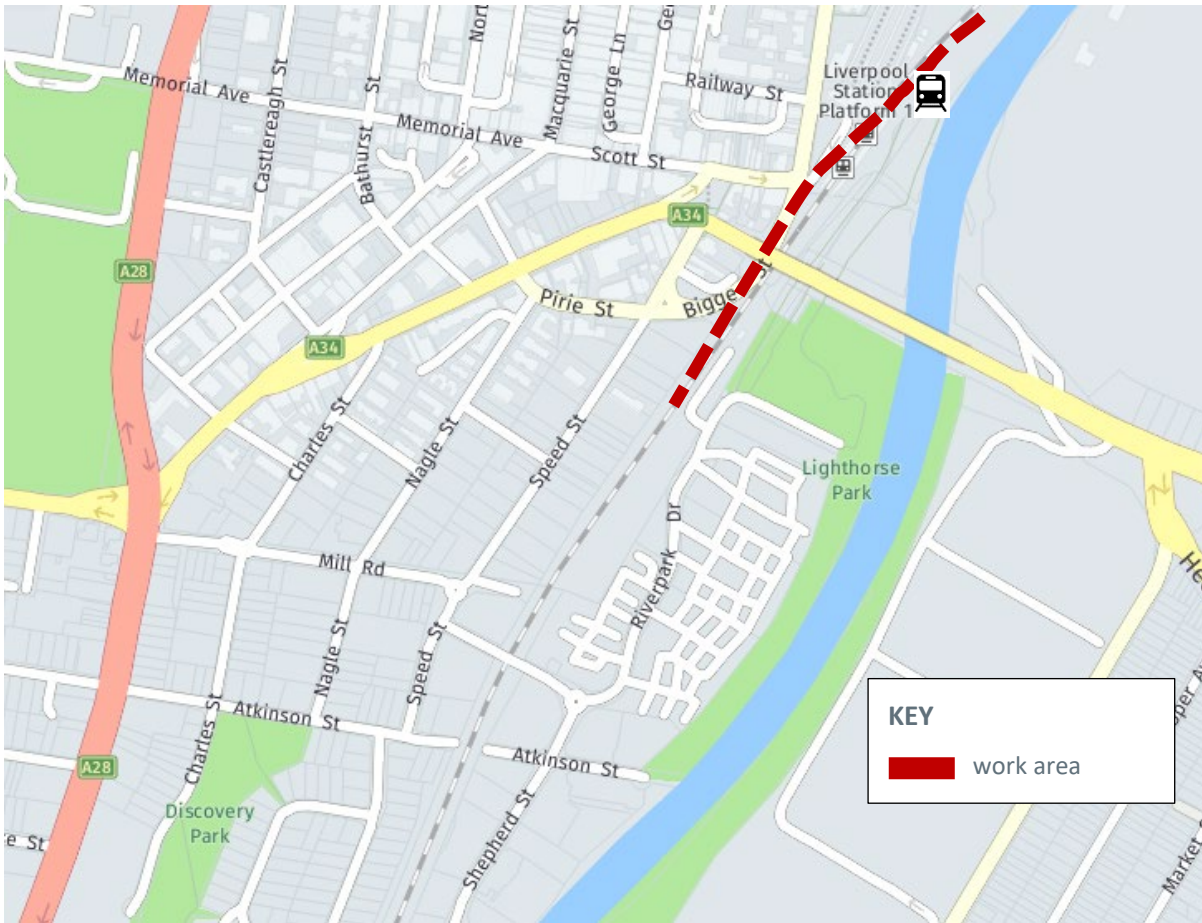 Memorial Ave
Castlereagh St
Bathurst St
Macquarie St
George Ln
Railway St
Liverpool
Station
Platform 1
Memorial Ave
Scott St
A34
A28
Pirie St
Bigge St
A34
Charles St
Nagle St
Speed St
Lighthorse
Park
Riverpark Dr
Mill Rd
Nagle St
Speed St
Charles St
Atkinson St
Atkinson St
A28
Discovery
Park
Shepherd St
KEY
work area